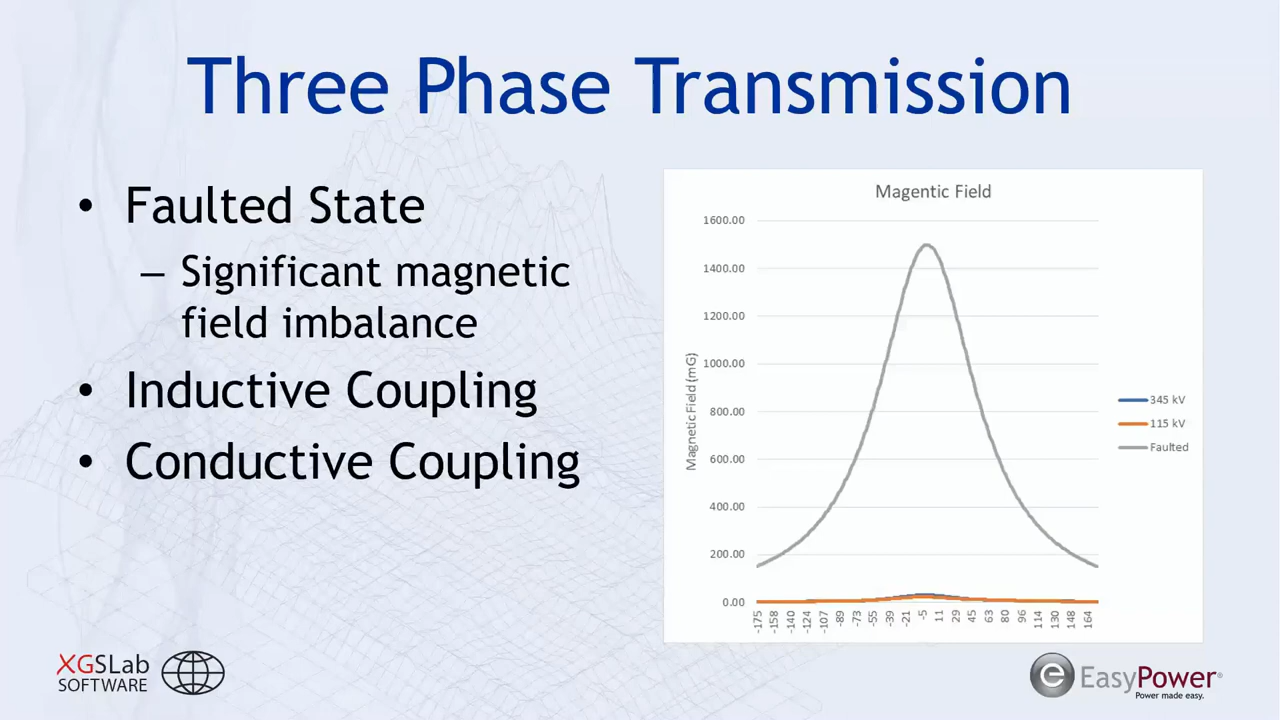 Three Phase Transmission
• Faulted State
– Significant magnetic
field imbalance
• Inductive Coupling
• Conductive Coupling
Magentic Field
1600.00
1400.00
1200.00
1000.00
800.00
600.00
400.00
200.00
0.00
Magnetic Field (mG)
-175
-158
-140
-124
-107
-89
-73
-55
-39
-21
-5
11
29
45
63
80
96
114
130
148
164
345 kV
115 kV
Faulted
XGSLab
SOFTWARE
e EasyPower®
Power made easy.